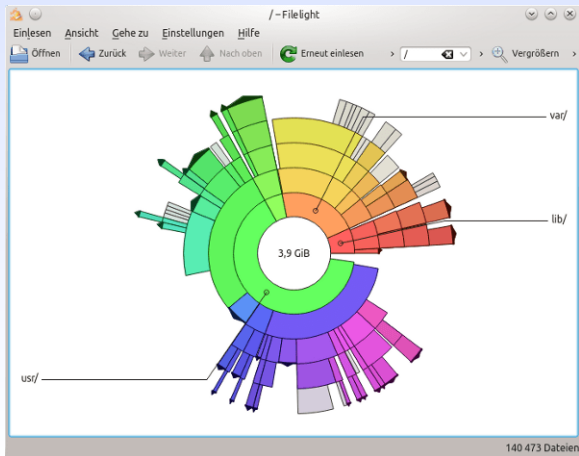 / – Filelight
Einlesen Ansicht Gehe zu Einstellungen Hilfe
Öffnen Zurück Weiter Nach oben Erneut einlesen / Vergrößern
var/
lib/
3,9 GiB
usr/
140 473 Dateien